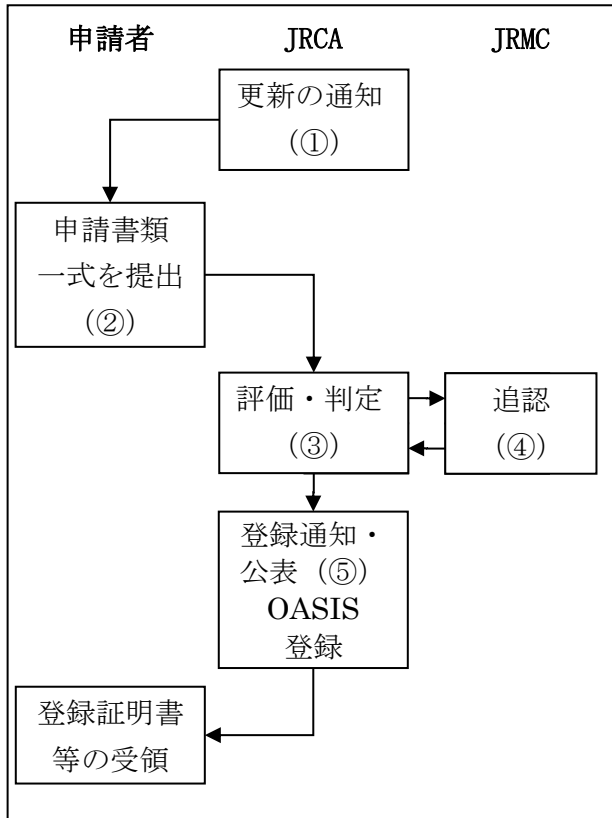 申請者 JRCA JRMC
更新の通知
(①)
申請書類
一式を提出
(②)
評価・判定
(③)
追認
(④)
登録通知・
公表(⑤)
OASIS
登録
登録証明書
等の受領